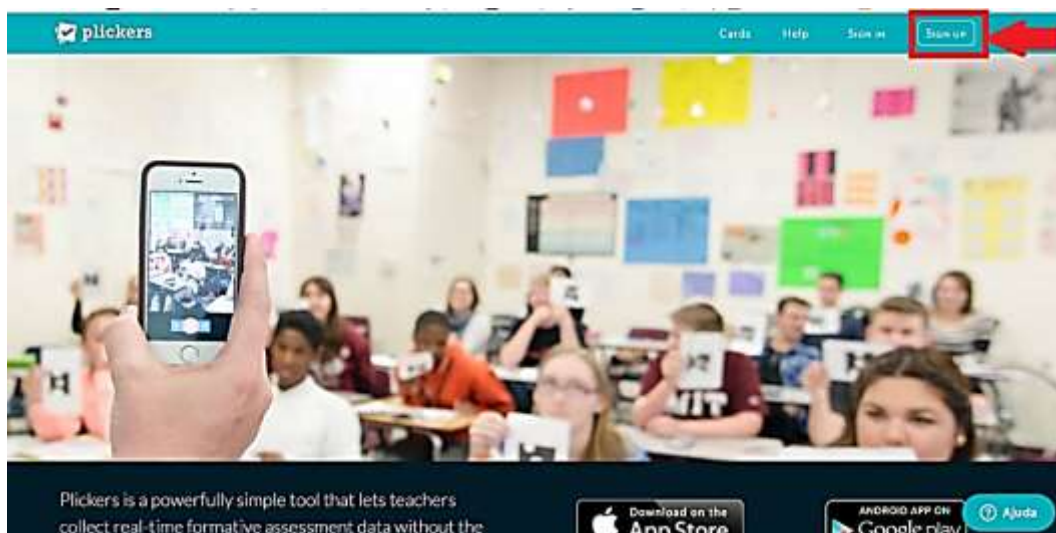 plickers
Cards Help Sign in Sign up
Plickers is a powerfully simple tool that lets teachers
collect real-time formative assessment data without the
Download on the
App Store
ANDROID APP ON
Google play
Ajuda